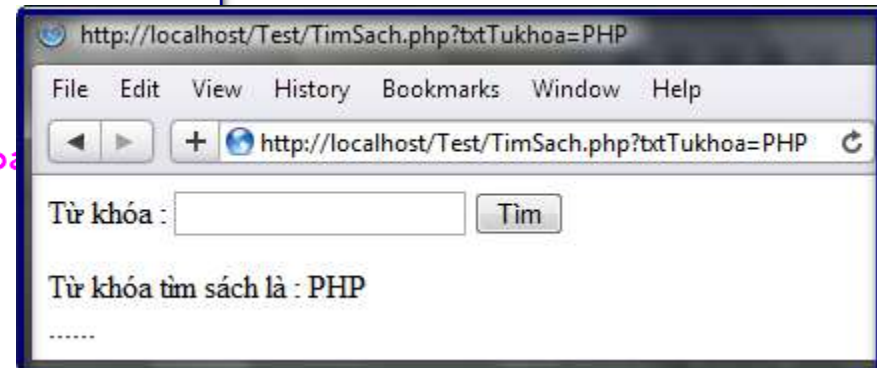 http://localhost/Test/TimSach.php?txtTukhoa=PHP
File Edit View History Bookmarks Window Help
http://localhost/Test/TimSach.php?txtTukhoa=PHP
Từ khóa : Tìm
Từ khóa tìm sách là : PHP
------